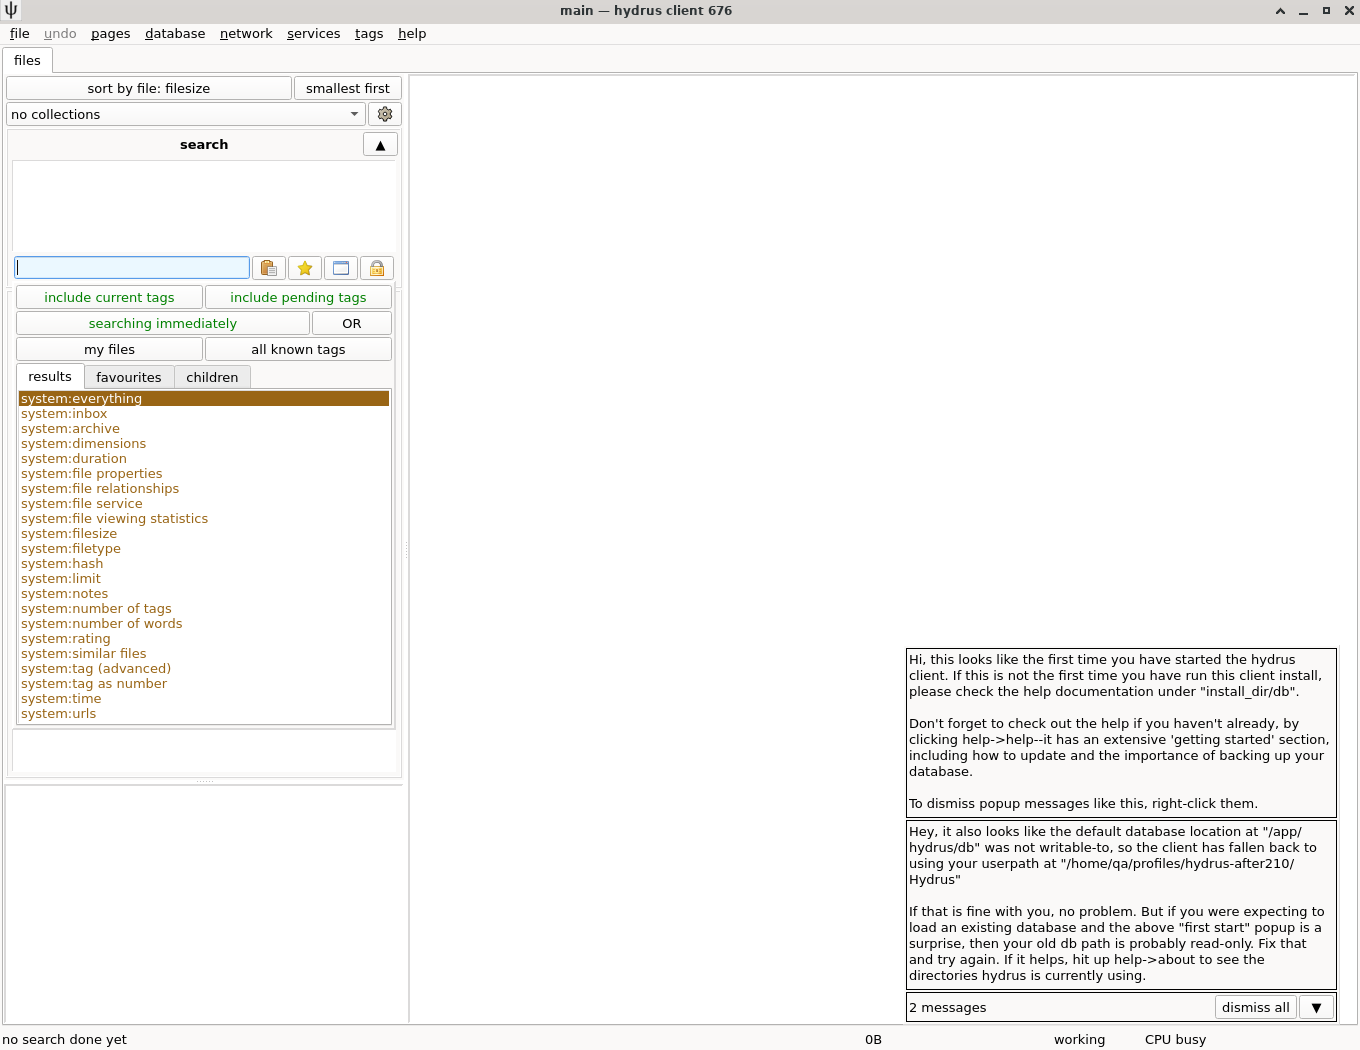 main — hydrus client 676
file undo pages database network services tags help
files
sort by file: filesize smallest first
no collections
search
include current tags include pending tags
searching immediately OR
my files all known tags
results favourites children
system:everything
system:inbox
system:archive
system:dimensions
system:duration
system:file properties
system:file relationships
system:file service
system:file viewing statistics
system:filesize
system:filetype
system:hash
system:limit
system:notes
system:number of tags
system:number of words
system:rating
system:similar files
system:tag (advanced)
system:tag as number
system:time
system:urls
Hi, this looks like the first time you have started the hydrus
client. If this is not the first time you have run this client install,
please check the help documentation under "install_dir/db".
Don't forget to check out the help if you haven't already, by
clicking help->help--it has an extensive 'getting started' section,
including how to update and the importance of backing up your
database.
To dismiss popup messages like this, right-click them.
Hey, it also looks like the default database location at "/app/
hydrus/db" was not writable-to, so the client has fallen back to
using your userpath at "/home/qa/profiles/hydrus-after210/
Hydrus"
If that is fine with you, no problem. But if you were expecting to
load an existing database and the above "first start" popup is a
surprise, then your old db path is probably read-only. Fix that
and try again. If it helps, hit up help->about to see the
directories hydrus is currently using.
2 messages dismiss all
no search done yet 0B working CPU busy